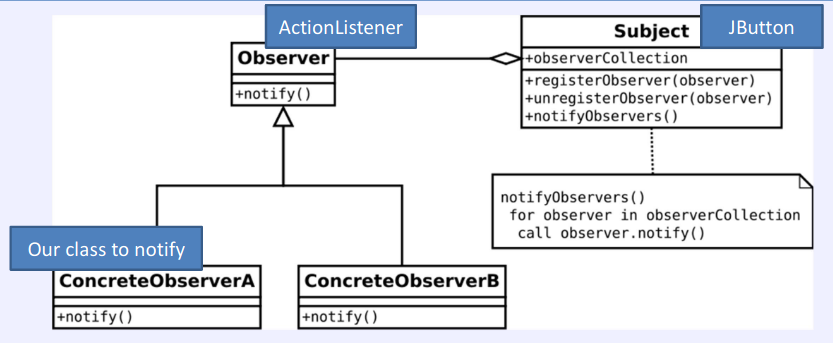 ActionListener
Subject
JButton
Observer
+observerCollection
+notify()
+registerObserver(observer)
+unregisterObserver(observer)
+notifyObservers()
notifyObservers()
for observer in observerCollection
call observer.notify()
Our class to notify
ConcreteObserverA
ConcreteObserverB
+notify()
+notify()